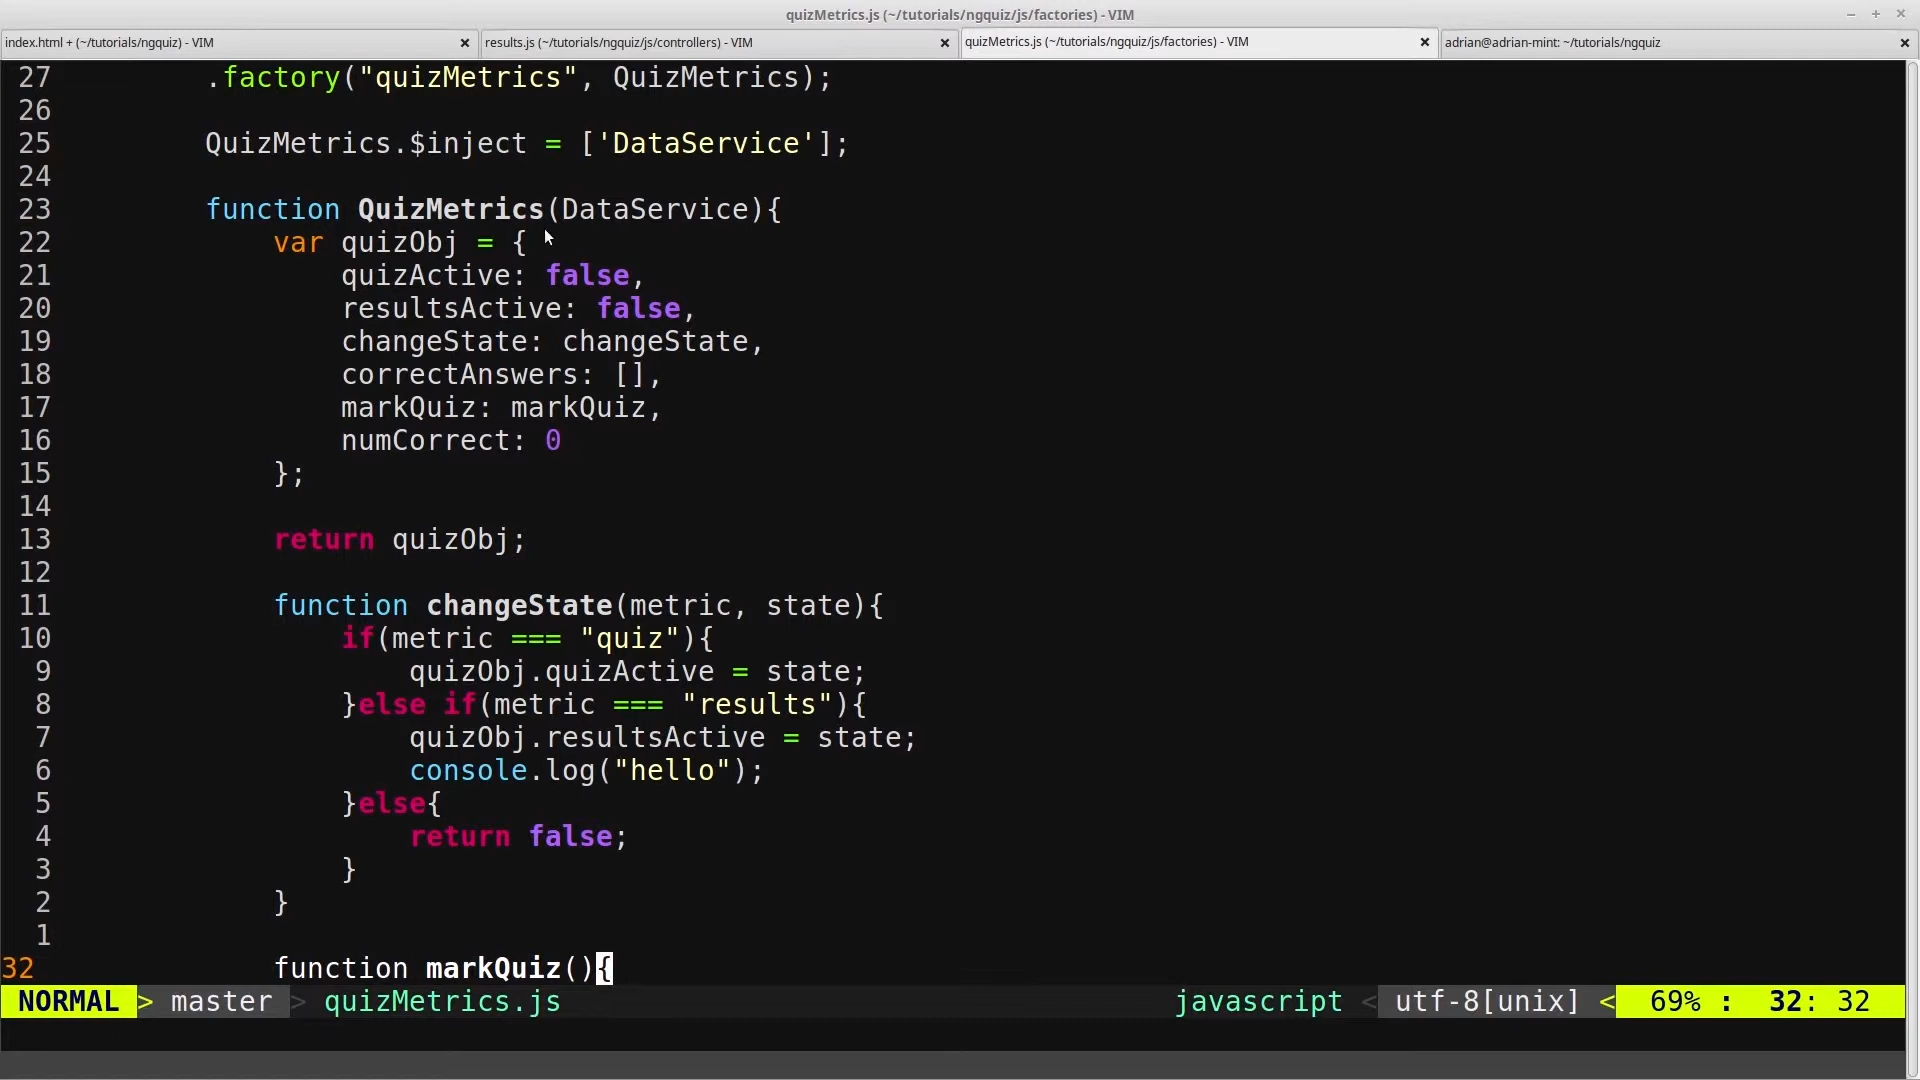 quizMetrics.js (~/tutorials/ngquiz/js/factories) - VIM
index.html + (~/tutorials/ngquiz) - VIM
results.js (~/tutorials/ngquiz/js/controllers) - VIM
quizMetrics.js (~/tutorials/ngquiz/js/factories) - VIM
adrian@adrian-mint: ~/tutorials/ngquiz
27 .factory("quizMetrics", QuizMetrics);
26
25 QuizMetrics.$inject = ['DataService'];
24
23 function QuizMetrics(DataService){
22 var quizObj = {
21 quizActive: false,
20 resultsActive: false,
19 changeState: changeState,
18 correctAnswers: [],
17 markQuiz: markQuiz,
16 numCorrect: 0
15 };
14
13 return quizObj;
12
11 function changeState(metric, state){
10 if(metric === "quiz"){
9 quizObj.quizActive = state;
8 }else if(metric === "results"){
7 quizObj.resultsActive = state;
6 console.log("hello");
5 }else{
4 return false;
3 }
2 }
1
32 function markQuiz(){
NORMAL > master > quizMetrics.js javascript < utf-8[unix] < 69% : 32: 32